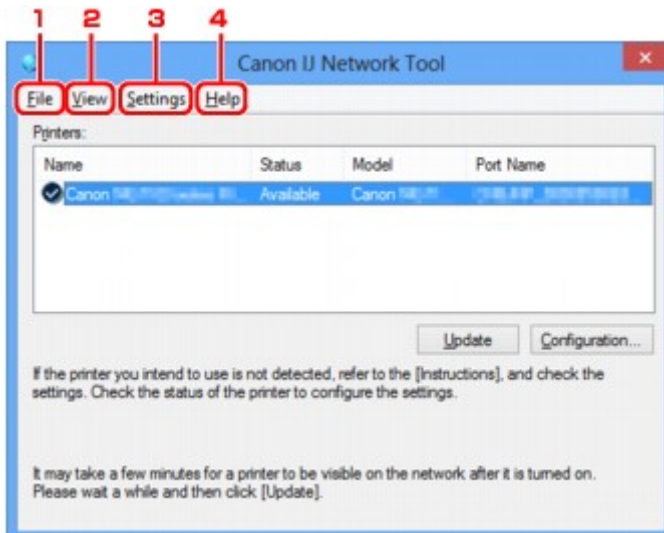 1 2 3 4
Canon IJ Network Tool
File View Settings Help
Printers:
Name Status Model Port Name
Canon Available Canon
Update Configuration...
If the printer you intend to use is not detected, refer to the [Instructions], and check the
settings. Check the status of the printer to configure the settings.
It may take a few minutes for a printer to be visible on the network after it is turned on.
Please wait a while and then click [Update].